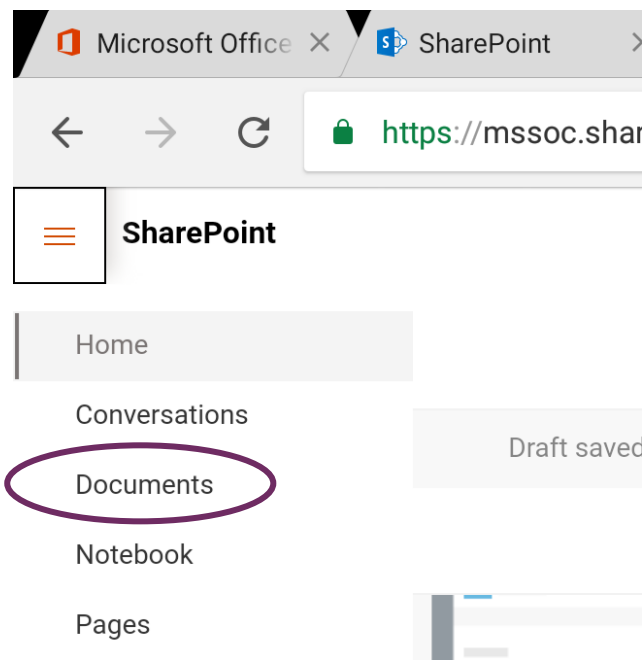 Microsoft Office
SharePoint
https://mssoc.shar
SharePoint
Home
Conversations
Draft saved
Documents
Notebook
Pages